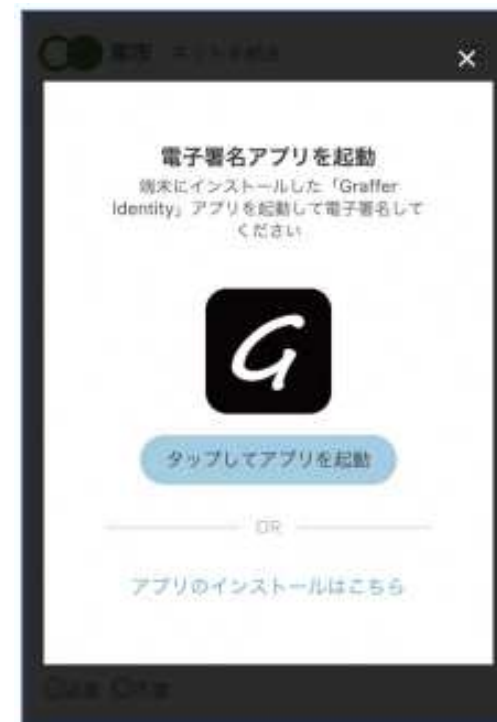 ×
電子署名アプリを起動
端末にインストールした「Graffer
Identity」アプリを起動して電子署名して
ください
G
タップしてアプリを起動
OR
アプリのインストールはこちら